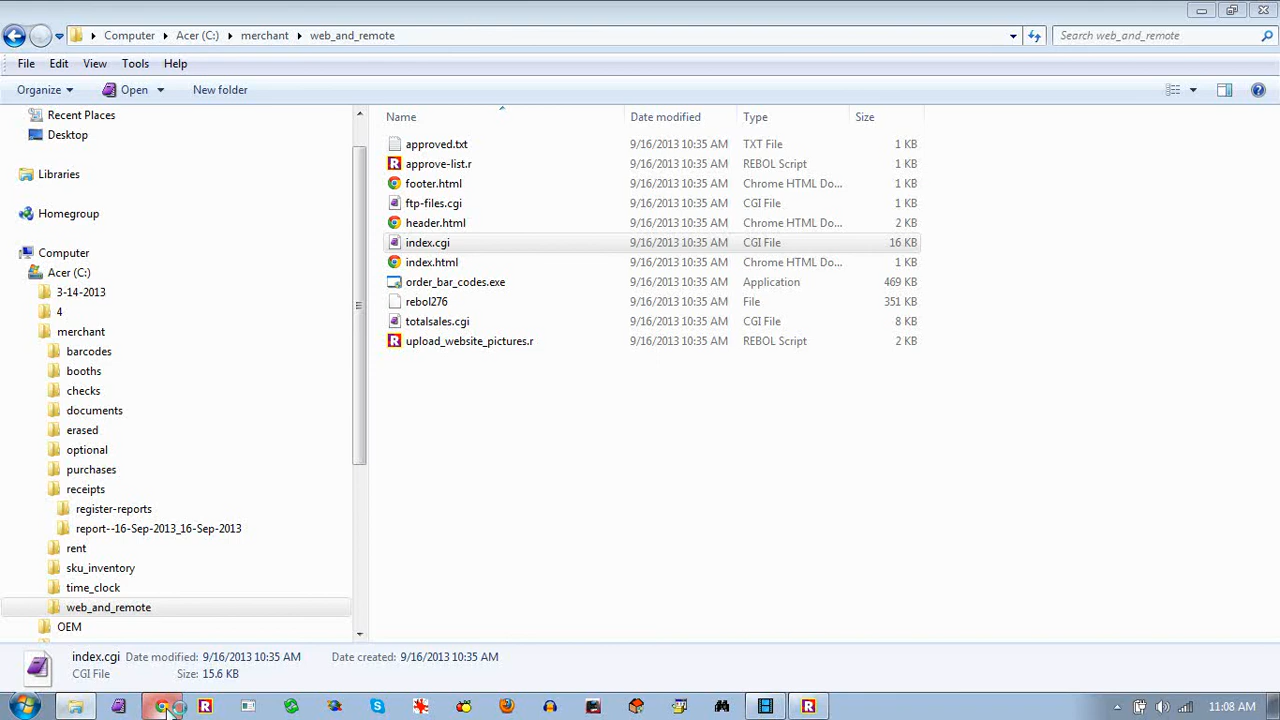 Computer
Acer (C:)
merchant
web_and_remote
Search web_and_remote
File
Edit
View
Tools
Help
Organize
Open
New folder
Recent Places
Desktop
Libraries
Homegroup
Computer
Acer (C:)
3-14-2013
4
merchant
barcodes
booths
checks
documents
erased
optional
purchases
receipts
register-reports
report--16-Sep-2013_16-Sep-2013
rent
sku_inventory
time_clock
web_and_remote
OEM
Name Date modified Type Size
approved.txt 9/16/2013 10:35 AM TXT File 1 KB
approve-list.r 9/16/2013 10:35 AM REBOL Script 1 KB
footer.html 9/16/2013 10:35 AM Chrome HTML Do... 1 KB
ftp-files.cgi 9/16/2013 10:35 AM CGI File 1 KB
header.html 9/16/2013 10:35 AM Chrome HTML Do... 2 KB
index.cgi 9/16/2013 10:35 AM CGI File 16 KB
index.html 9/16/2013 10:35 AM Chrome HTML Do... 1 KB
order_bar_codes.exe 9/16/2013 10:35 AM Application 469 KB
rebol276 9/16/2013 10:35 AM File 351 KB
totalsales.cgi 9/16/2013 10:35 AM CGI File 8 KB
upload_website_pictures.r 9/16/2013 10:35 AM REBOL Script 2 KB
index.cgi Date modified: 9/16/2013 10:35 AM Date created: 9/16/2013 10:35 AM
CGI File Size: 15.6 KB
11:08 AM